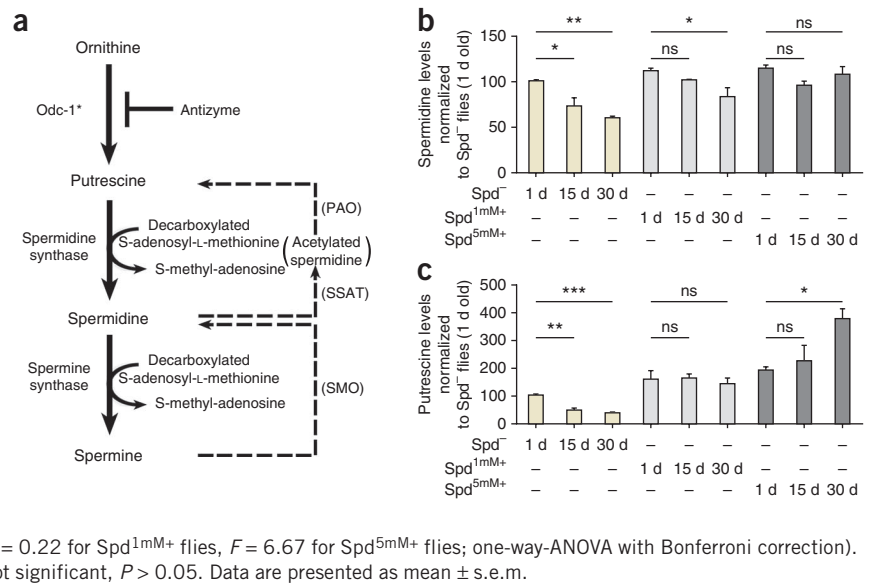 a
Ornithine
Odc-1*
Antizyme
Putrescine
(PAO)
Spermidine
synthase
Decarboxylated
S-adenosyl-L-methionine
S-methyl-adenosine
(Acetylated
spermidine)
(SSAT)
Spermidine
Spermine
synthase
Decarboxylated
S-adenosyl-L-methionine
S-methyl-adenosine
(SMO)
Spermine
b
Spermidine levels
normalized
to Spd⁻ flies (1 d old)
150
100
50
0
** * ns
* ns ns
Spd⁻ 1 d 15 d 30 d – – – – – –
Spd1mM+ – – – 1 d 15 d 30 d – – –
Spd5mM+ – – – – – – 1 d 15 d 30 d
c
Putrescine levels
normalized
to Spd⁻ flies (1 d old)
500
400
300
200
100
0
*** ns *
** ns ns
Spd⁻ 1 d 15 d 30 d – – – – – –
Spd1mM+ – – – 1 d 15 d 30 d – – –
Spd5mM+ – – – – – – 1 d 15 d 30 d
= 0.22 for Spd1mM+ flies, F = 6.67 for Spd5mM+ flies; one-way-ANOVA with Bonferroni correction).
ot significant, P > 0.05. Data are presented as mean ± s.e.m.